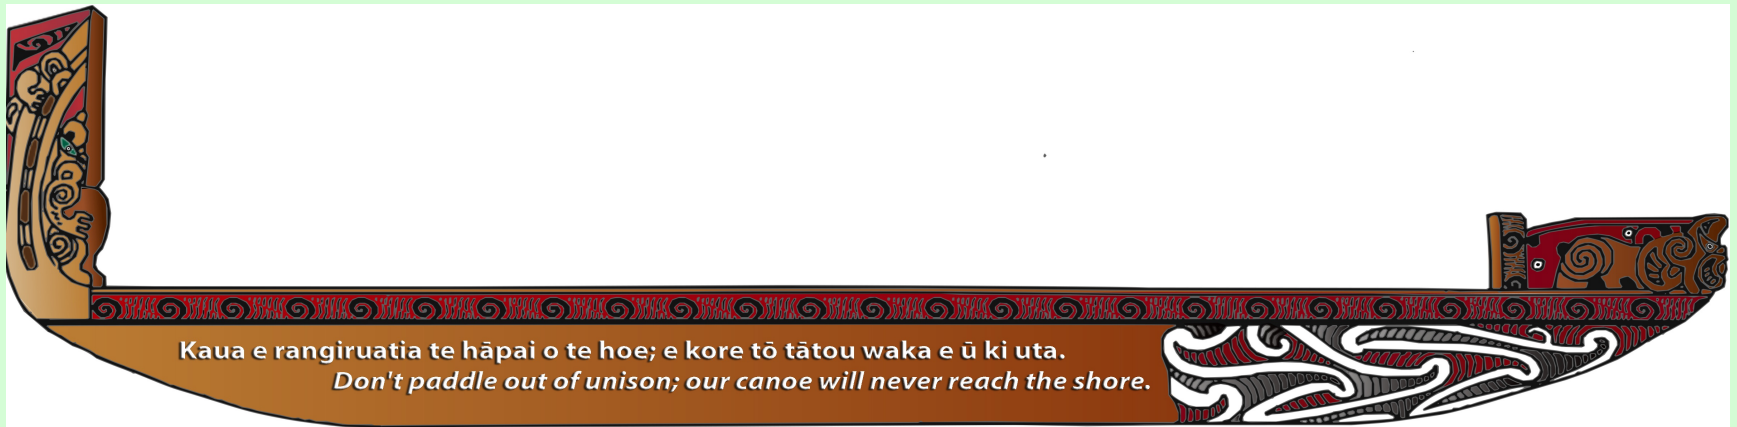 Kaua e rangiruatia te hāpai o te hoe; e kore tō tātou waka e ū ki uta.
Don't paddle out of unison; our canoe will never reach the shore.